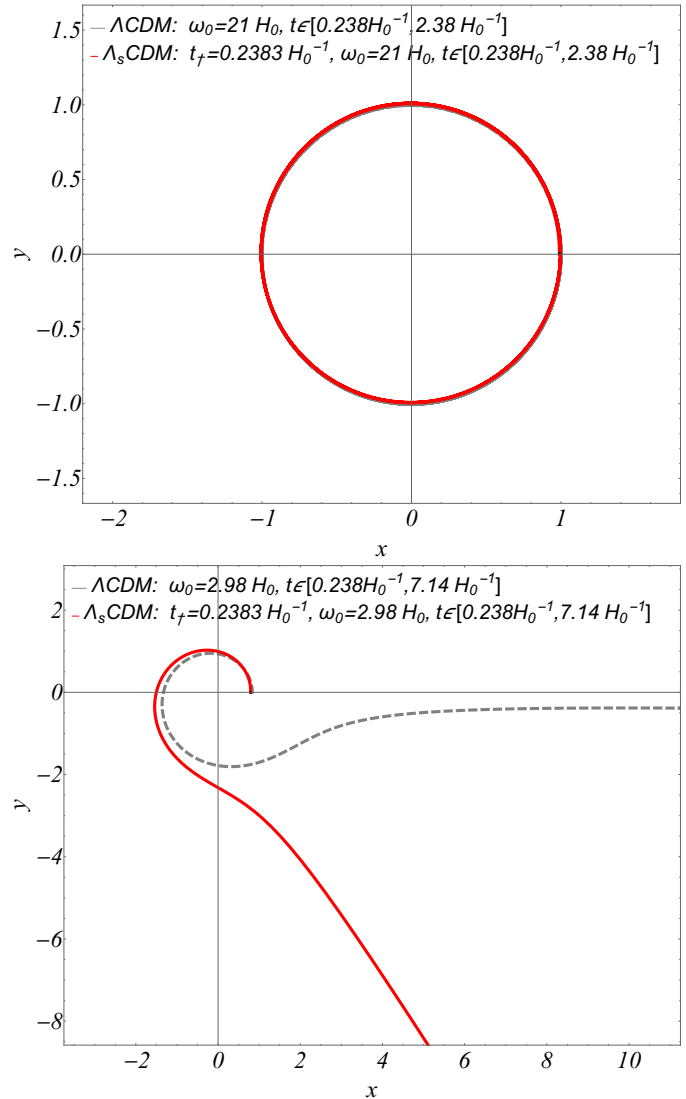 ΛCDM: ω₀=21 H₀, tϵ[0.238H₀⁻¹,2.38H₀⁻¹]
ΛₛCDM: t†=0.2383 H₀⁻¹, ω₀=21 H₀, tϵ[0.238H₀⁻¹,2.38 H₀⁻¹]
1.5
1.0
0.5
0.0
−0.5
−1.0
−1.5
y
−2 −1 0 1
x
ΛCDM: ω₀=2.98 H₀, tϵ[0.238H₀⁻¹,7.14 H₀⁻¹]
ΛₛCDM: t†=0.2383 H₀⁻¹, ω₀=2.98 H₀, tϵ[0.238H₀⁻¹,7.14 H₀⁻¹]
2
0
−2
−4
−6
−8
y
−2 0 2 4 6 8 10
x